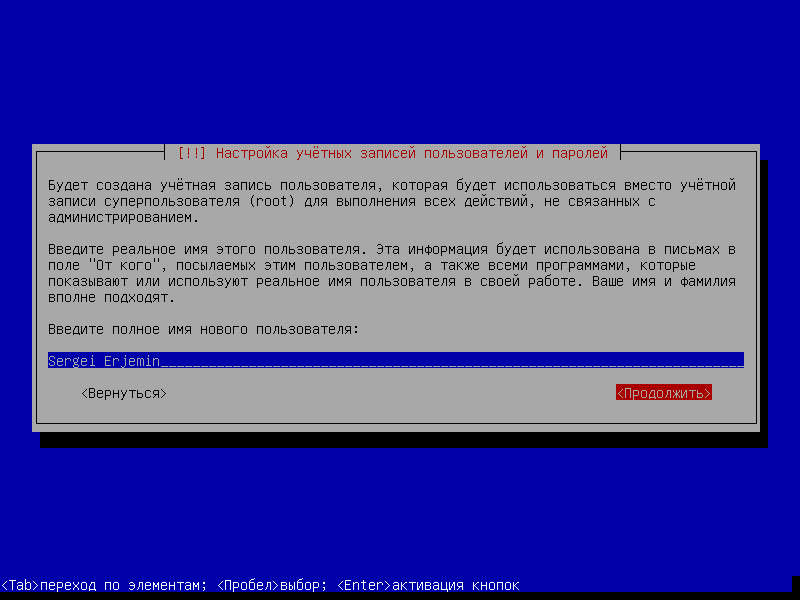 [!!] Настройка учётных записей пользователей и паролей
Будет создана учётная запись пользователя, которая будет использоваться вместо учётной
записи суперпользователя (root) для выполнения всех действий, не связанных с
администрированием.
Введите реальное имя этого пользователя. Эта информация будет использована в письмах в
поле "От кого", посылаемых этим пользователем, а также всеми программами, которые
показывают или используют реальное имя пользователя в своей работе. Ваше имя и фамилия
вполне подходят.
Введите полное имя нового пользователя:
Sergei Erjemin
<Вернуться> <Продолжить>
<Tab>переход по элементам; <Пробел>выбор; <Enter>активация кнопок